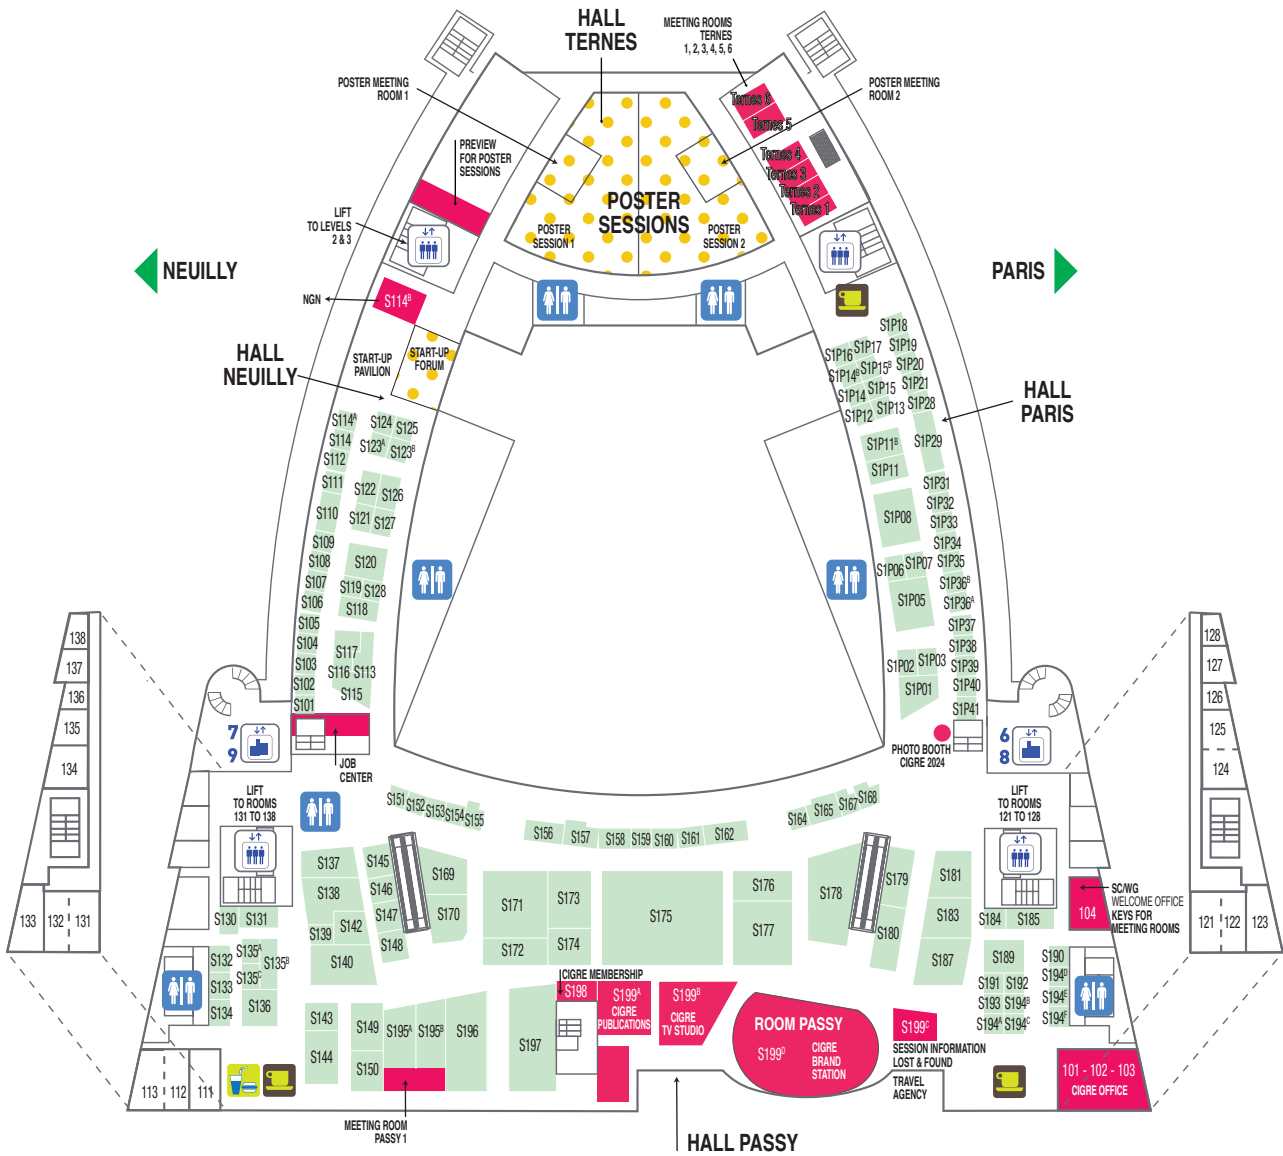 HALL
TERNES
MEETING ROOMS
TERNES
1, 2, 3, 4, 5, 6
POSTER MEETING
ROOM 1
POSTER MEETING
ROOM 2
Ternes 6
Ternes 5
Ternes 4
Ternes 3
Ternes 2
Ternes 1
PREVIEW
FOR POSTER
SESSIONS
POSTER
SESSIONS
POSTER
SESSION 1
POSTER
SESSION 2
LIFT
TO LEVELS
2 & 3
NEUILLY
PARIS
NGN
S114B
HALL
NEUILLY
START-UP
PAVILION
START-UP
FORUM
HALL
PARIS
S114A
S114
S112
S111
S110
S109
S108
S107
S106
S105
S104
S103
S102
S101
S124
S125
S123A
S123B
S122
S126
S121
S127
S120
S119
S128
S118
S117
S116
S113
S115
S1P18
S1P17
S1P19
S1P16
S1P15B
S1P20
S1P14B
S1P15
S1P21
S1P14
S1P13
S1P28
S1P12
S1P11B
S1P29
S1P11
S1P31
S1P32
S1P08
S1P33
S1P34
S1P07
S1P35
S1P06
S1P36B
S1P05
S1P36A
S1P37
S1P38
S1P03
S1P02
S1P39
S1P01
S1P40
S1P41
JOB
CENTER
PHOTO BOOTH
CIGRE 2024
7
9
6
8
138
137
136
135
134
133
132
131
128
127
126
125
124
121
122
123
LIFT
TO ROOMS
131 TO 138
LIFT
TO ROOMS
121 TO 128
S151
S152
S153
S154
S155
S156
S157
S158
S159
S160
S161
S162
S164
S165
S167
S168
S137
S138
S139
S142
S140
S145
S146
S147
S148
S169
S170
S171
S172
S173
S174
S175
S176
S177
S178
S179
S180
S181
S183
S187
S130
S131
S184
S185
104
SC/WG
WELCOME OFFICE
KEYS FOR
MEETING ROOMS
S132
S133
S134
S135A
S135B
S135C
S136
S189
S191
S192
S193
S194B
S194A
S194C
S190
S194D
S194E
S194F
S143
S144
S149
S150
S195A
S195B
S196
S197
CIGRE MEMBERSHIP
S198
S199A
CIGRE
PUBLICATIONS
S199B
CIGRE
TV STUDIO
ROOM PASSY
S199D
CIGRE
BRAND
STATION
S199C
SESSION INFORMATION
LOST & FOUND
TRAVEL
AGENCY
101 - 102 - 103
CIGRE OFFICE
113
112
111
MEETING ROOM
PASSY 1
HALL PASSY